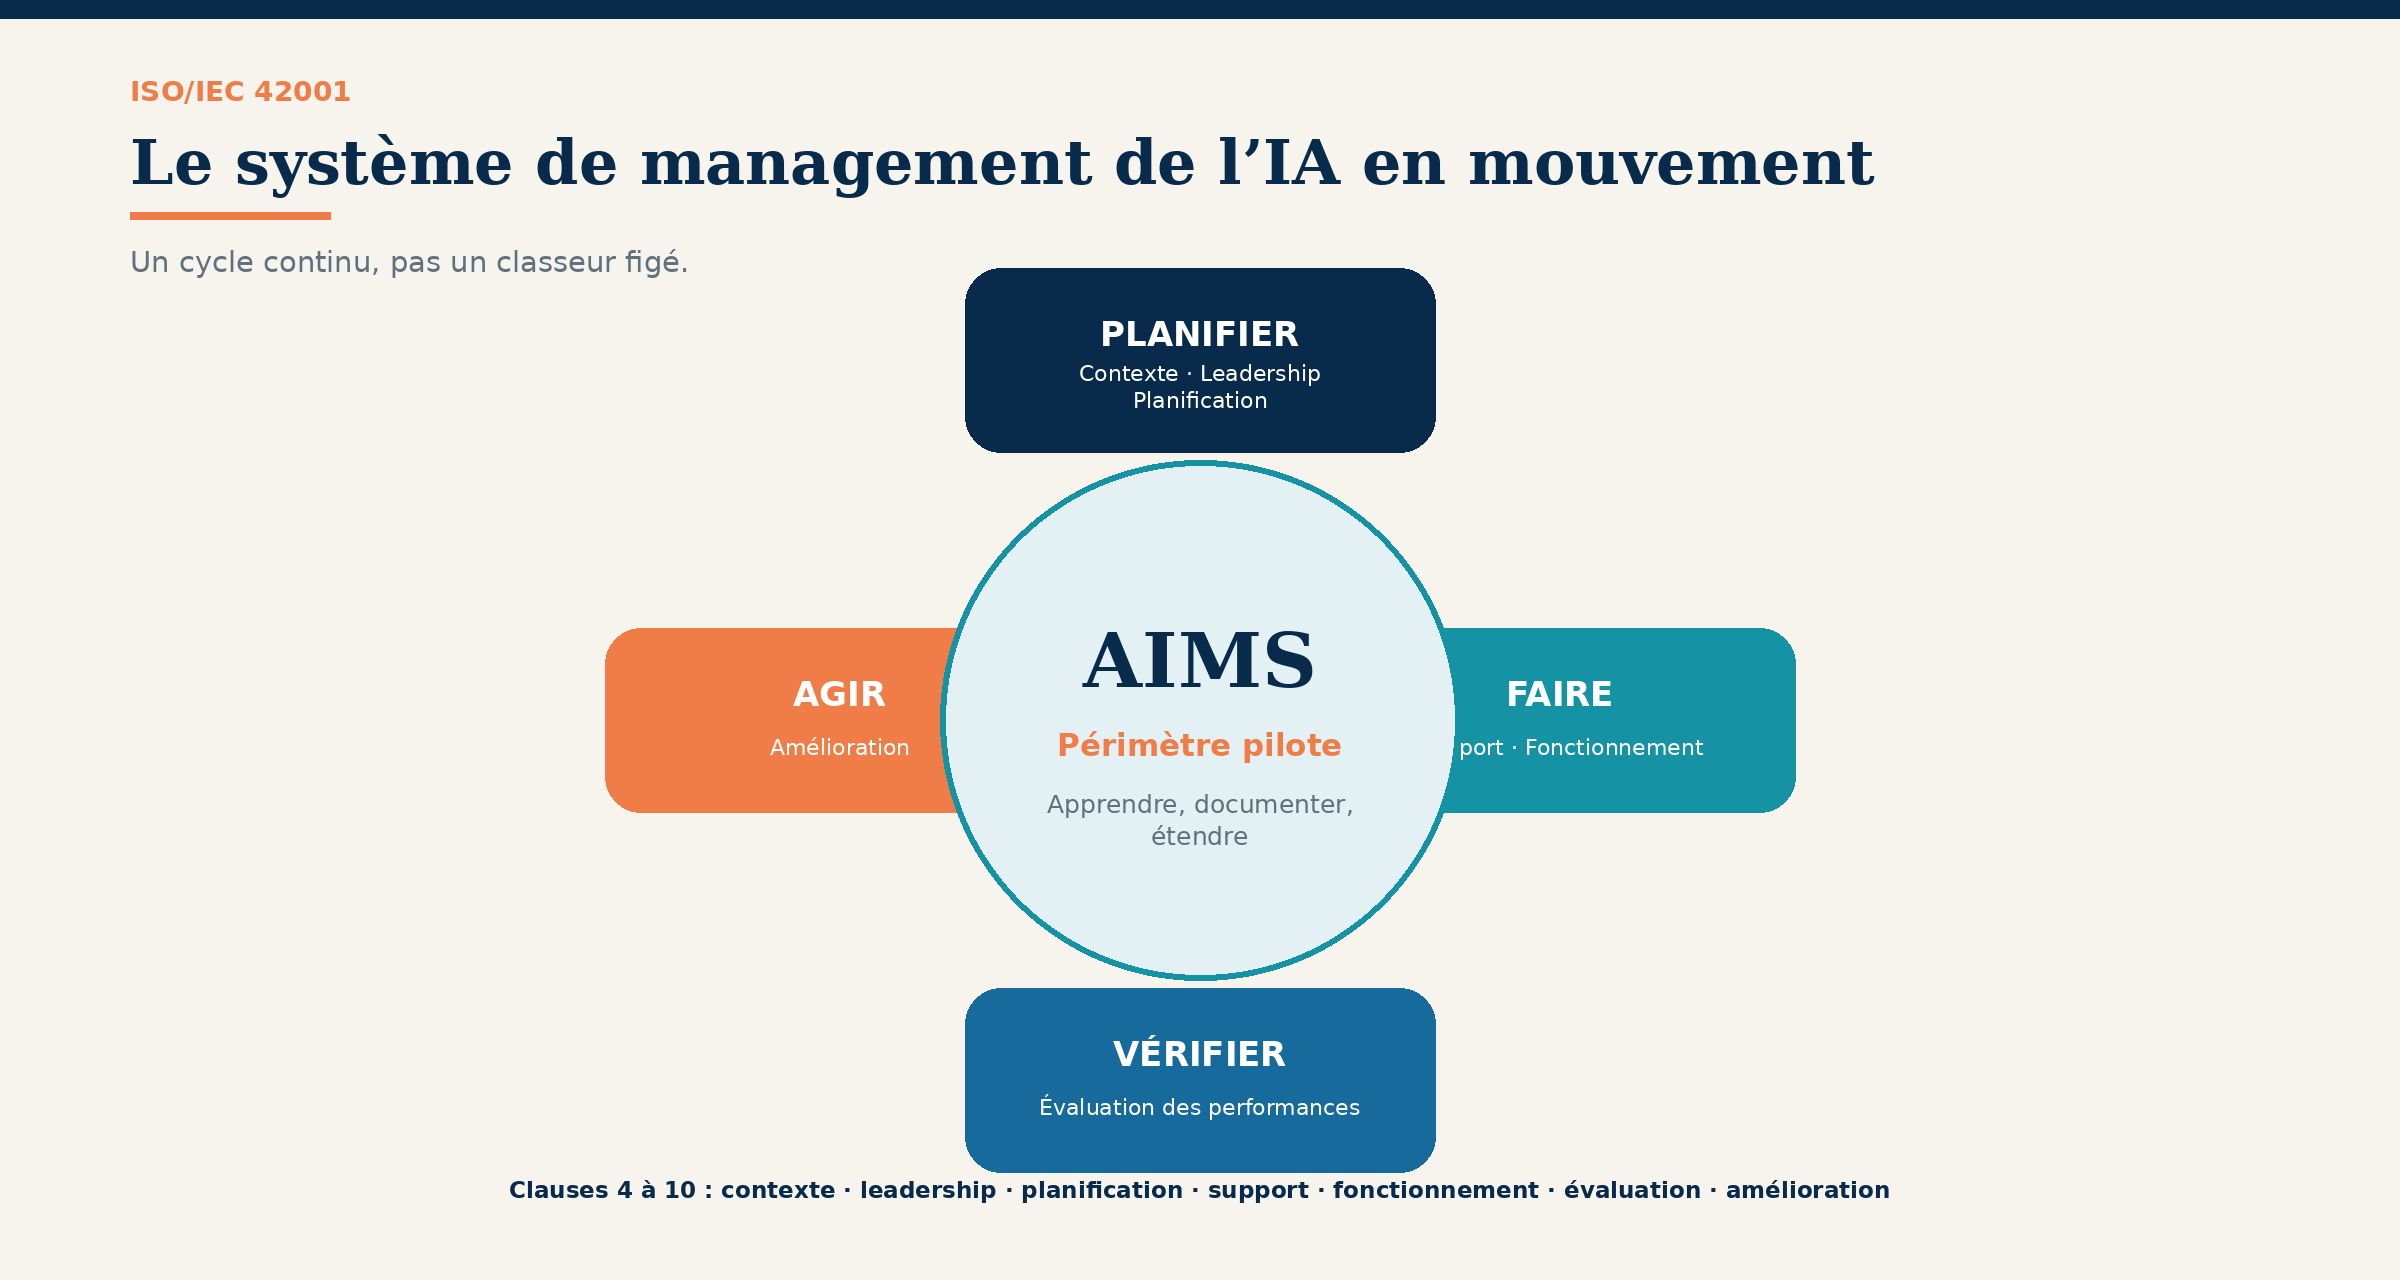 ISO/IEC 42001
Le système de management de l’IA en mouvement
Un cycle continu, pas un classeur figé.
PLANIFIER
Contexte · Leadership
Planification
AGIR
Amélioration
AIMS
Périmètre pilote
Apprendre, documenter,
étendre
FAIRE
port · Fonctionnement
VÉRIFIER
Évaluation des performances
Clauses 4 à 10 : contexte · leadership · planification · support · fonctionnement · évaluation · amélioration